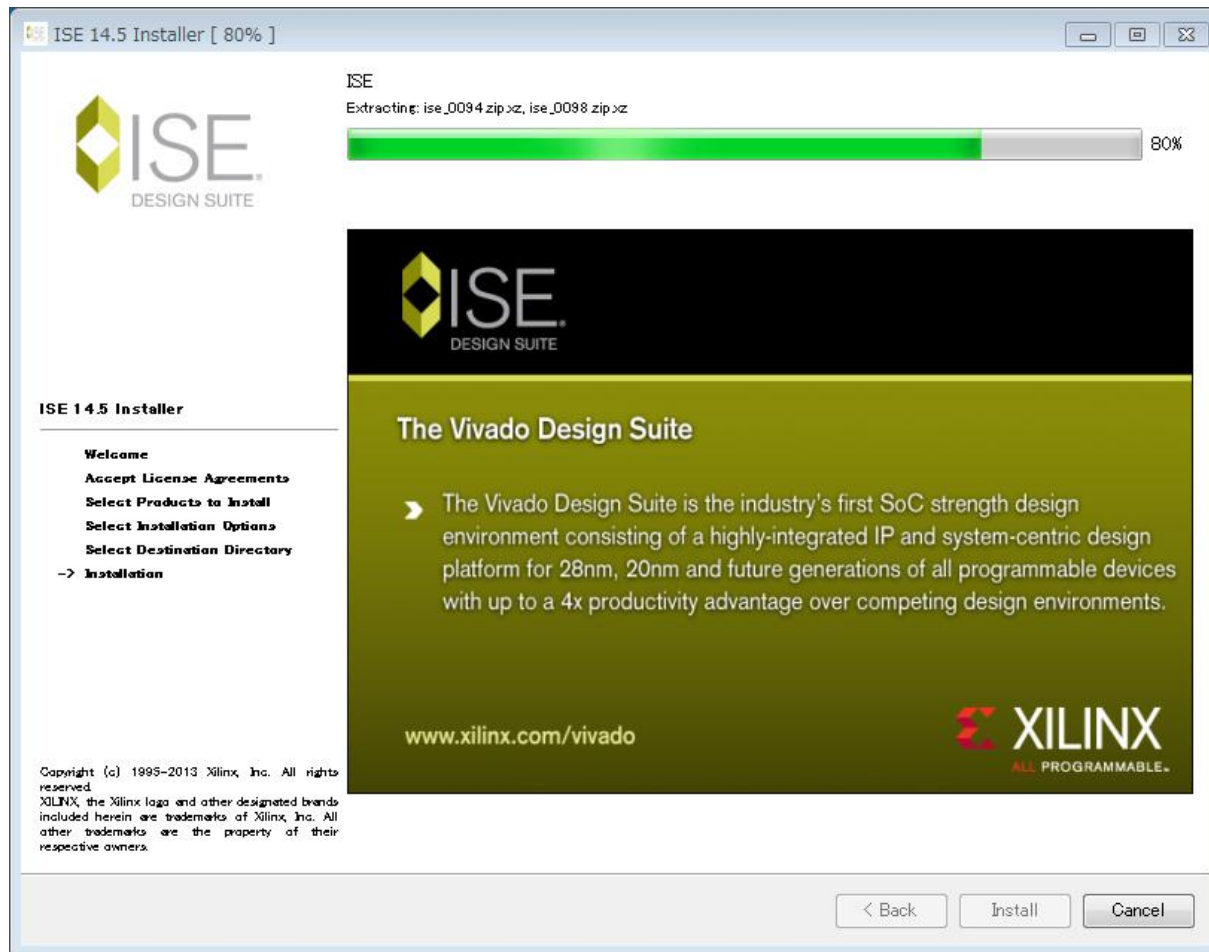 ISE 14.5 Installer [ 80% ]
ISE
Extracting: ise_0094.zip.xz, ise_0098.zip.xz
80%
ISE.
DESIGN SUITE
ISE.
DESIGN SUITE
The Vivado Design Suite
The Vivado Design Suite is the industry's first SoC strength design
environment consisting of a highly-integrated IP and system-centric design
platform for 28nm, 20nm and future generations of all programmable devices
with up to a 4x productivity advantage over competing design environments.
www.xilinx.com/vivado
XILINX
ALL PROGRAMMABLE™
ISE 14.5 Installer
Welcome
Accept License Agreements
Select Products to Install
Select Installation Options
Select Destination Directory
-> Installation
Copyright (c) 1995-2013 Xilinx, Inc. All rights
reserved.
XILINX, the Xilinx logo and other designated brands
included herein are trademarks of Xilinx, Inc. All
other trademarks are the property of their
respective owners.
< Back
Install
Cancel